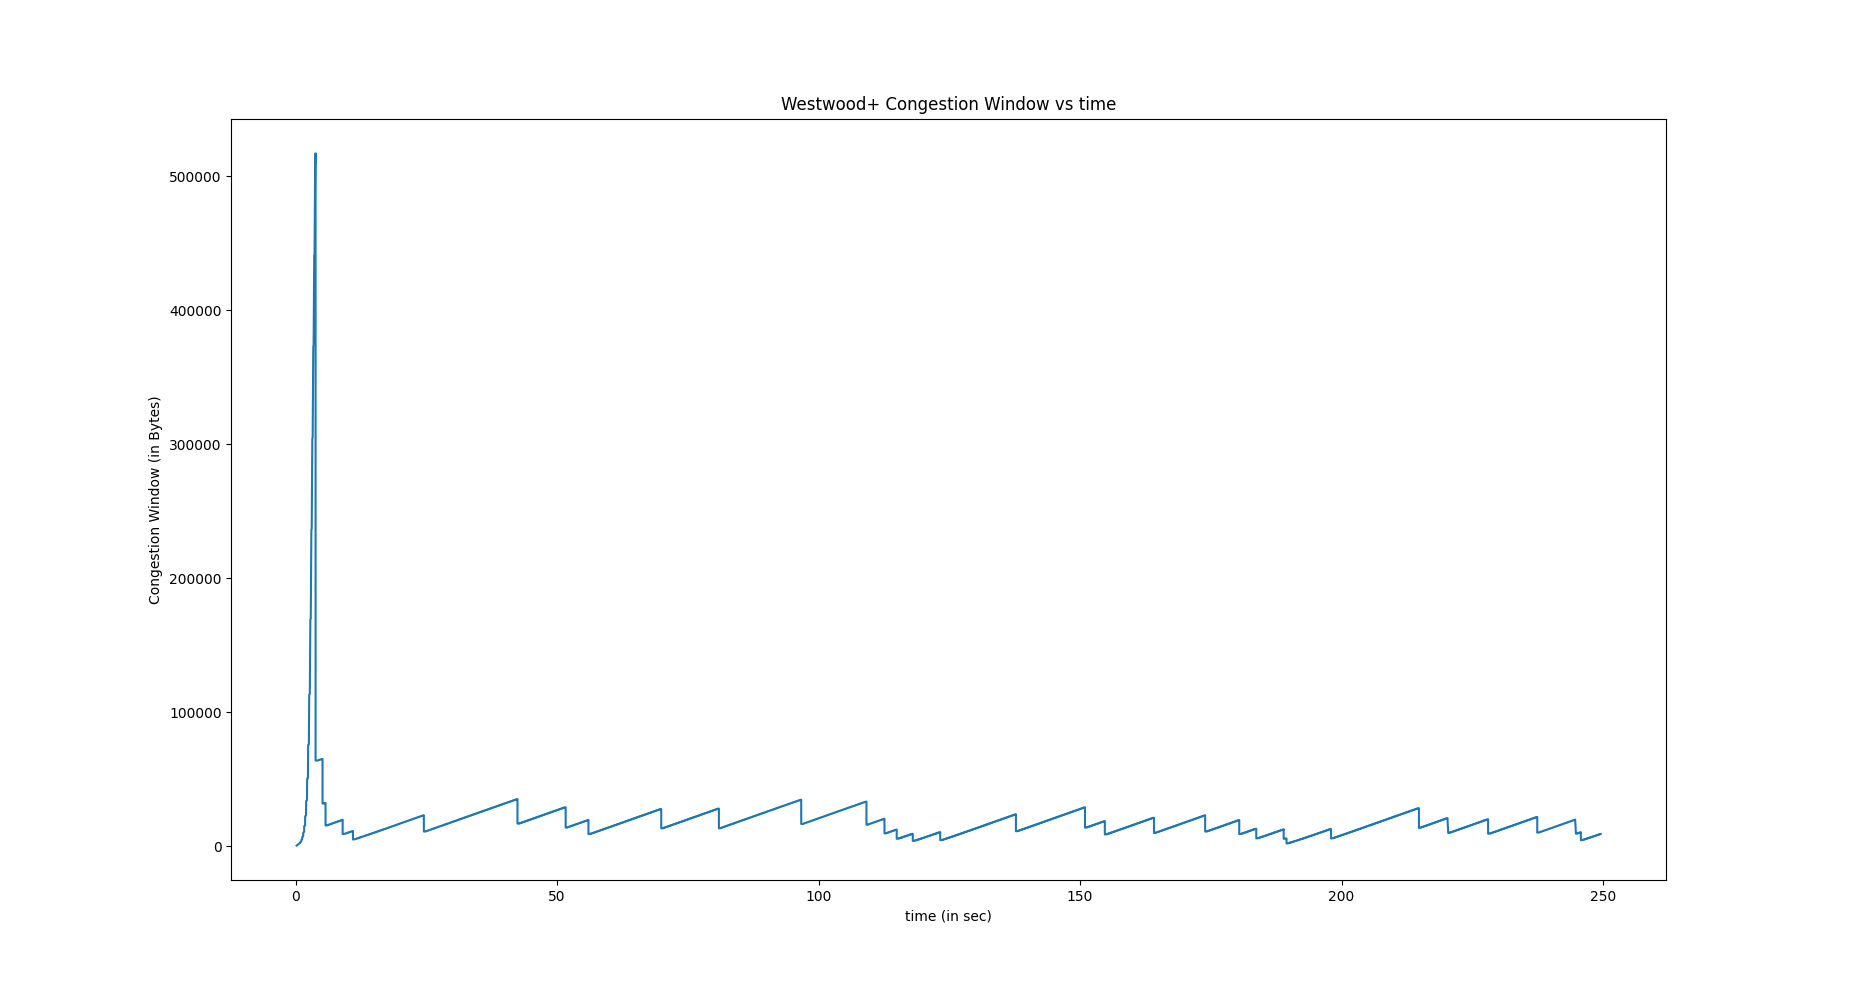 Westwood+ Congestion Window vs time
Congestion Window (in Bytes)
500000
400000
300000
200000
100000
0
0 50 100 150 200 250
time (in sec)